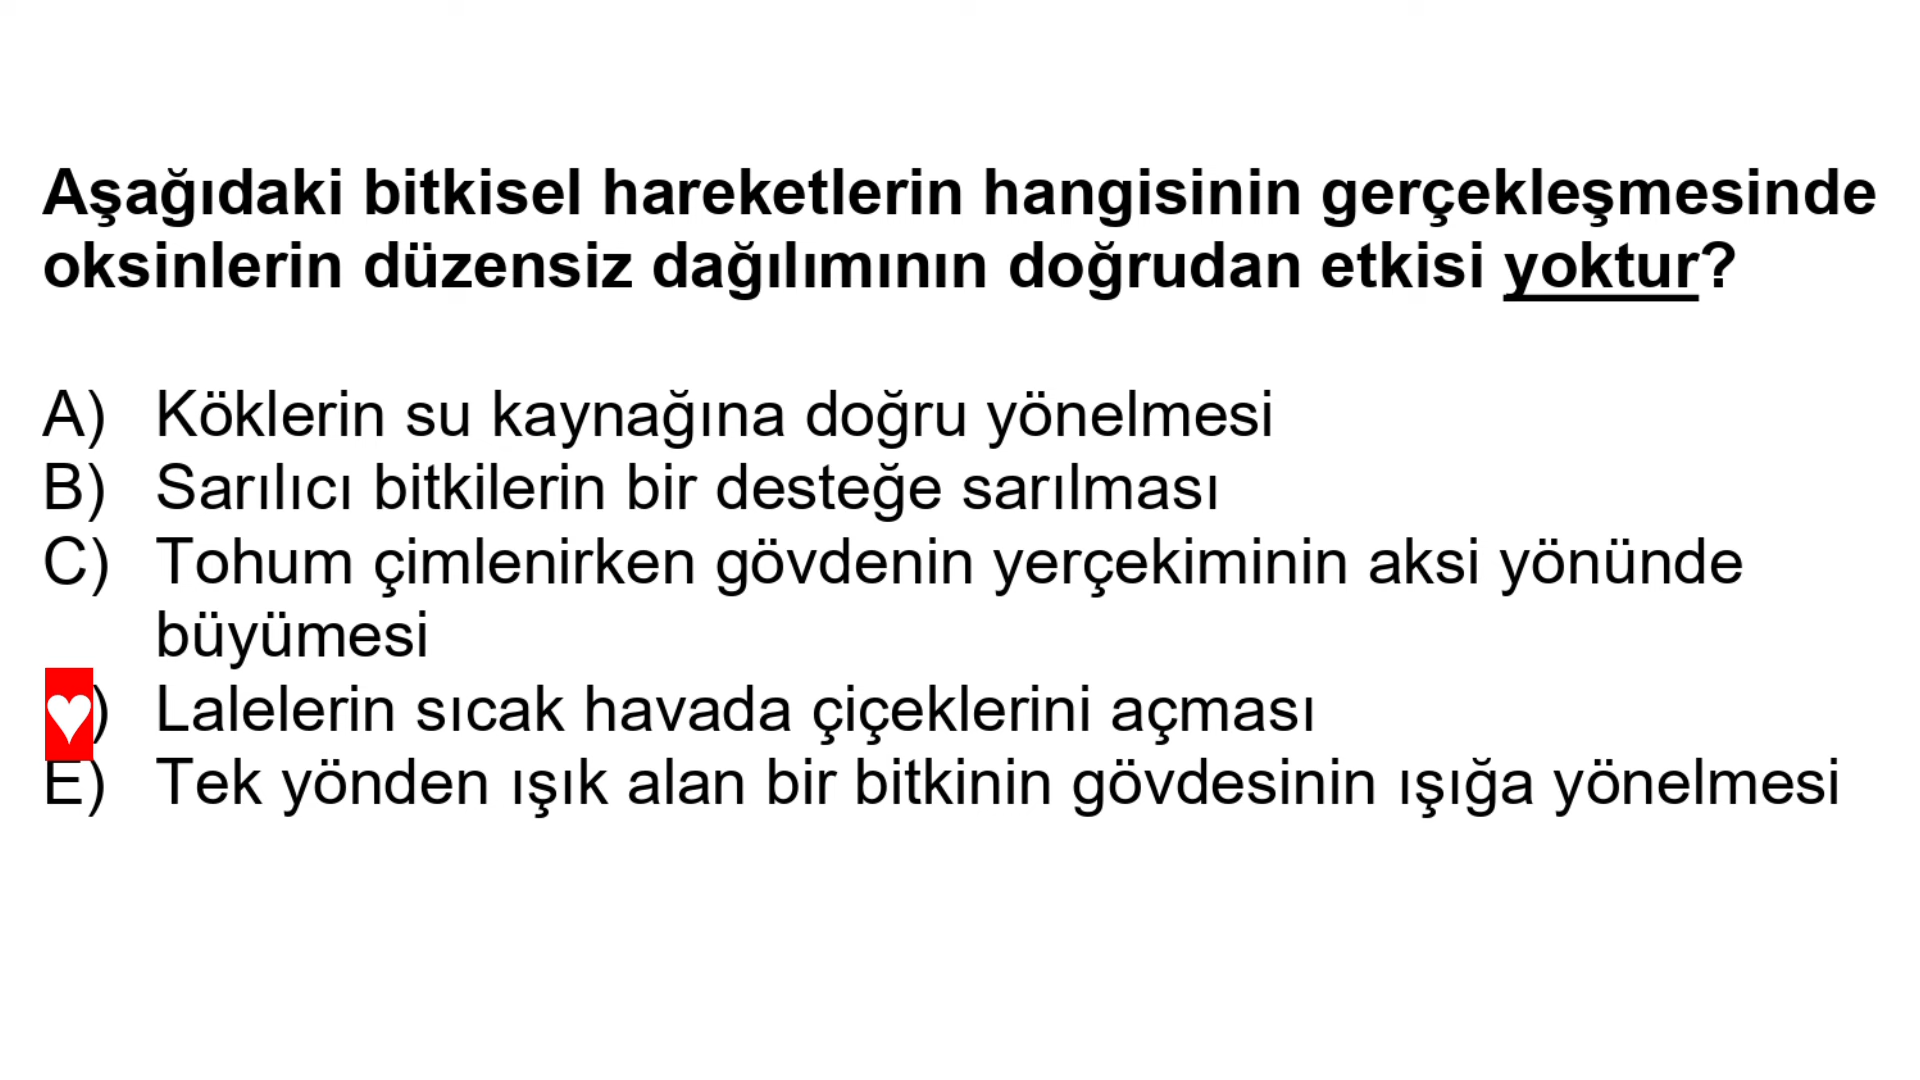 Aşağıdaki bitkisel hareketlerin hangisinin gerçekleşmesinde
oksinlerin düzensiz dağılımının doğrudan etkisi yoktur?
A) Köklerin su kaynağına doğru yönelmesi
B) Sarılıcı bitkilerin bir desteğe sarılması
C) Tohum çimlenirken gövdenin yerçekiminin aksi yönünde
büyümesi
♥) Lalelerin sıcak havada çiçeklerini açması
E) Tek yönden ışık alan bir bitkinin gövdesinin ışığa yönelmesi